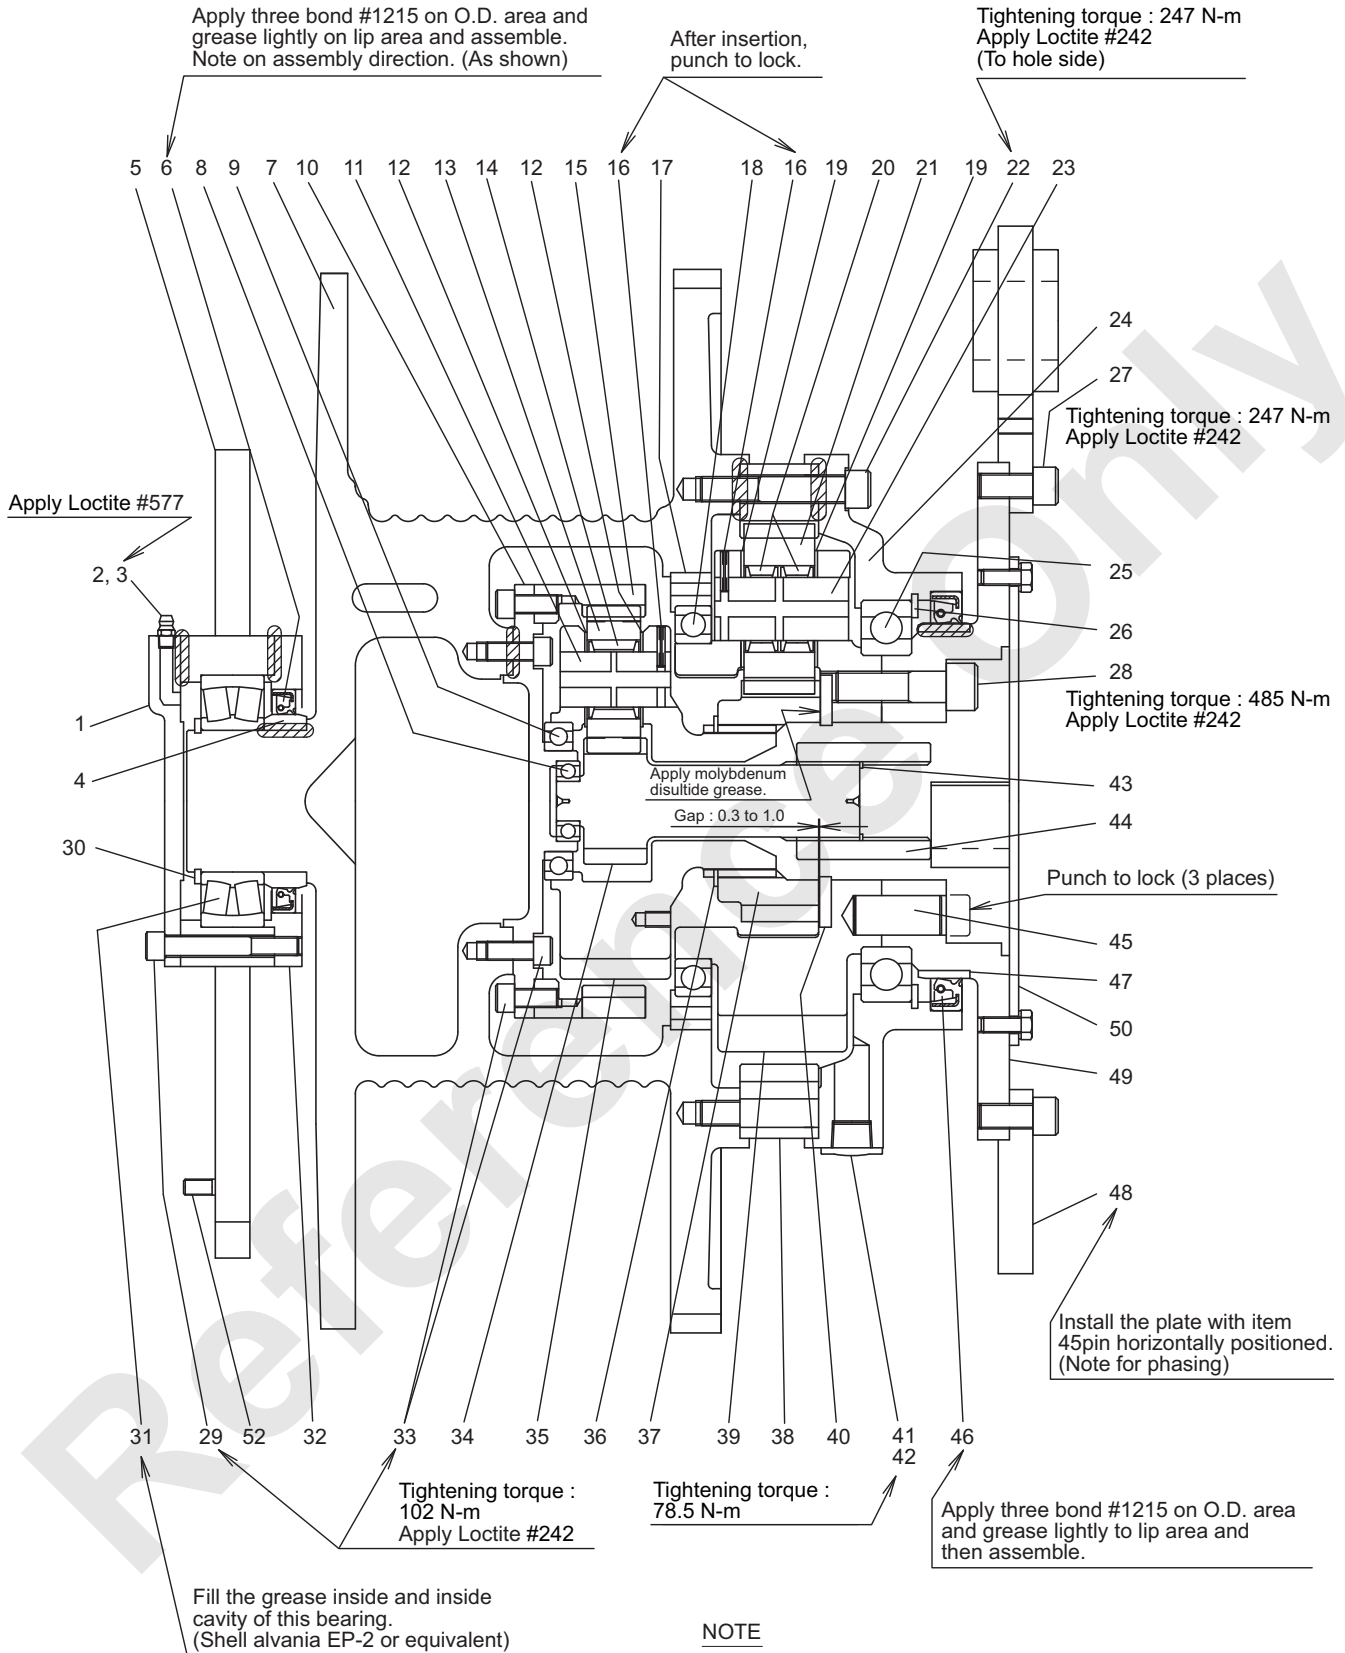 Apply three bond #1215 on O.D. area and
grease lightly on lip area and assemble.
Note on assembly direction. (As shown)
After insertion,
punch to lock.
Tightening torque : 247 N-m
Apply Loctite #242
(To hole side)
5 6 8 9 7 10 11 12 13 14 12 15 16 17 18 16 19 20 21 19 22 23
24
27
Tightening torque : 247 N-m
Apply Loctite #242
Apply Loctite #577
2, 3
25
26
28
Tightening torque : 485 N-m
Apply Loctite #242
1
4
Apply molybdenum
disultide grease.
Gap : 0.3 to 1.0
43
44
30
Punch to lock (3 places)
45
47
50
49
48
Install the plate with item
45pin horizontally positioned.
(Note for phasing)
31 29 52 32 33 34 35 36 37 39 38 40 41 46
42
Tightening torque :
102 N-m
Apply Loctite #242
Tightening torque :
78.5 N-m
Apply three bond #1215 on O.D. area
and grease lightly to lip area and
then assemble.
Fill the grease inside and inside
cavity of this bearing.
(Shell alvania EP-2 or equivalent)
NOTE
Reference Only